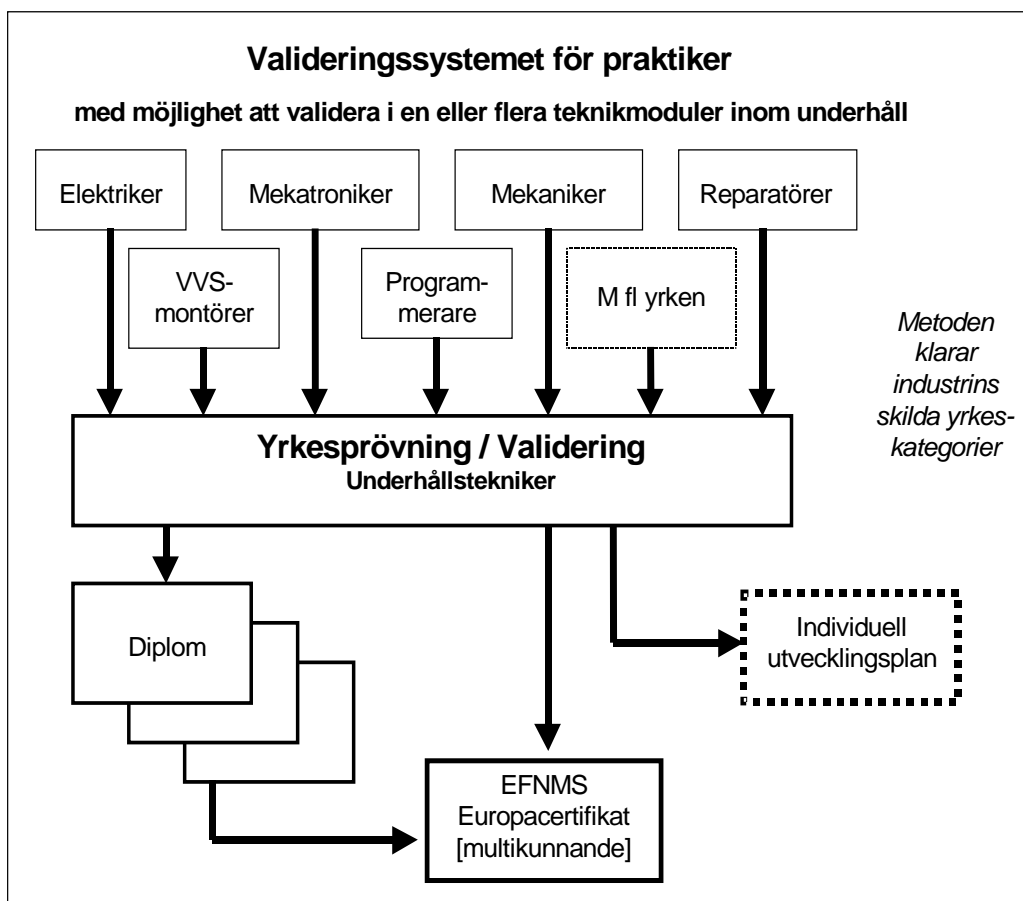 Valideringssystemet för praktiker
med möjlighet att validera i en eller flera teknikmoduler inom underhåll
Elektriker
Mekatroniker
Mekaniker
Reparatörer
VVS-
montörer
Program-
merare
M fl yrken
Metoden
klarar
industrins
skilda yrkes-
kategorier
Yrkesprövning / Validering
Underhållstekniker
Diplom
Individuell
utvecklingsplan
EFNMS
Europacertifikat
[multikunnande]